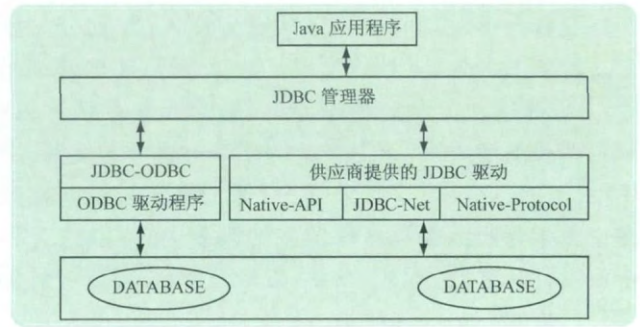 Java 应用程序
JDBC 管理器
JDBC-ODBC
ODBC 驱动程序
供应商提供的 JDBC 驱动
Native-API
JDBC-Net
Native-Protocol
DATABASE
DATABASE